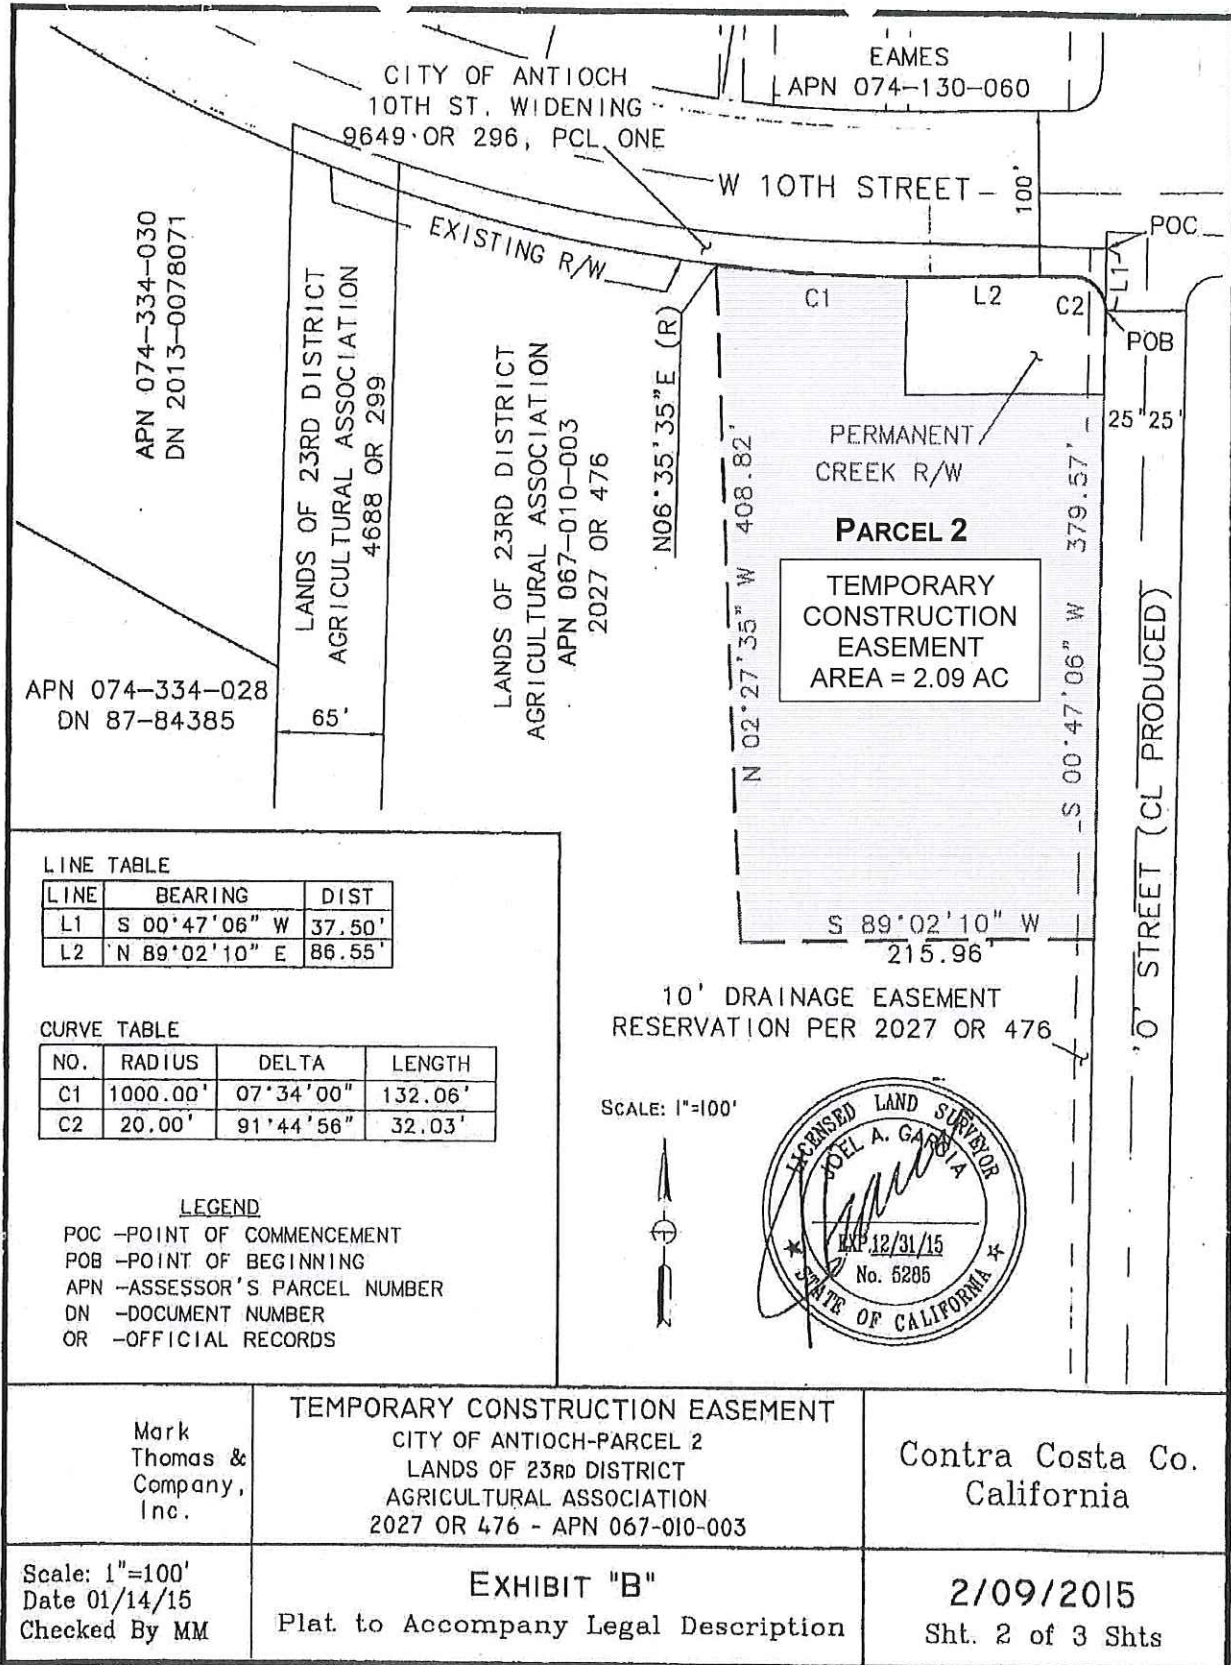 EAMES
APN 074-130-060
CITY OF ANTIOCH
10TH ST. WIDENING
9649 OR 296, PCL ONE
W 10TH STREET
100'
POC
L1
POB
25' 25'
EXISTING R/W
APN 074-334-030
DN 2013-0078071
LANDS OF 23RD DISTRICT
AGRICULTURAL ASSOCIATION
4688 OR 299
LANDS OF 23RD DISTRICT
AGRICULTURAL ASSOCIATION
APN 067-010-003
2027 OR 476
N06°35'35"E (R)
C1
L2
C2
PERMANENT
CREEK R/W
N 02°27'35" W 408.82'
PARCEL 2
TEMPORARY
CONSTRUCTION
EASEMENT
AREA = 2.09 AC
S 00°47'06" W 379.57'
'O' STREET (CL PRODUCED)
APN 074-334-028
DN 87-84385
65'
S 89°02'10" W
215.96'
10' DRAINAGE EASEMENT
RESERVATION PER 2027 OR 476
LINE TABLE
LINE BEARING DIST
L1 S 00°47'06" W 37.50'
L2 N 89°02'10" E 86.55'
CURVE TABLE
NO. RADIUS DELTA LENGTH
C1 1000.00' 07°34'00" 132.06'
C2 20.00' 91°44'56" 32.03'
LEGEND
POC -POINT OF COMMENCEMENT
POB -POINT OF BEGINNING
APN -ASSESSOR'S PARCEL NUMBER
DN -DOCUMENT NUMBER
OR -OFFICIAL RECORDS
SCALE: 1"=100'
LICENSED LAND SURVEYOR
JOEL A. GARCIA
EXP.12/31/15
No. 5285
STATE OF CALIFORNIA
Mark
Thomas &
Company,
Inc.
TEMPORARY CONSTRUCTION EASEMENT
CITY OF ANTIOCH-PARCEL 2
LANDS OF 23RD DISTRICT
AGRICULTURAL ASSOCIATION
2027 OR 476 - APN 067-010-003
Contra Costa Co.
California
Scale: 1"=100'
Date 01/14/15
Checked By MM
EXHIBIT "B"
Plat to Accompany Legal Description
2/09/2015
Sht. 2 of 3 Shts